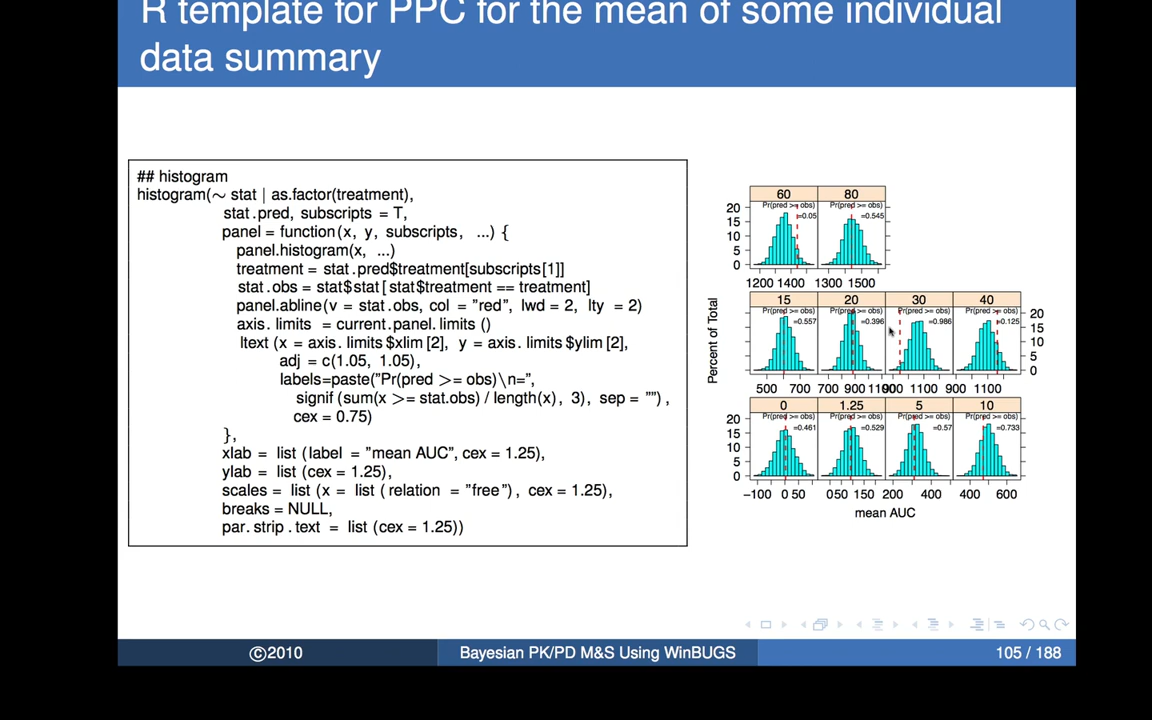 R template for PPC for the mean of some individual
data summary
## histogram
histogram(~ stat | as.factor(treatment),
stat.pred, subscripts = T,
panel = function(x, y, subscripts, ...) {
panel.histogram(x, ...)
treatment = stat.pred$treatment[subscripts[1]]
stat.obs = stat$stat[stat$treatment == treatment]
panel.abline(v = stat.obs, col = "red", lwd = 2, lty = 2)
axis.limits = current.panel.limits()
ltext(x = axis.limits$xlim[2], y = axis.limits$ylim[2],
adj = c(1.05, 1.05),
labels=paste("Pr(pred >= obs)\n=",
signif(sum(x >= stat.obs) / length(x), 3), sep = ""),
cex = 0.75)
},
xlab = list(label = "mean AUC", cex = 1.25),
ylab = list(cex = 1.25),
scales = list(x = list(relation = "free"), cex = 1.25),
breaks = NULL,
par.strip.text = list(cex = 1.25))
60 80
Pr(pred >= obs) Pr(pred >= obs)
=0.05 =0.545
20
15
10
5
0
1200 1400 1300 1500
15 20 30 40
Pr(pred >= obs) Pr(pred >= obs) Pr(pred >= obs) Pr(pred >= obs)
=0.557 =0.396 =0.986 =0.125
20
15
10
5
0
500 700 700 900 1100 900 1100 900 1100
0 1.25 5 10
Pr(pred >= obs) Pr(pred >= obs) Pr(pred >= obs) Pr(pred >= obs)
=0.461 =0.529 =0.57 =0.733
20
15
10
5
0
−100 0 50 0 50 150 200 400 400 600
Percent of Total
mean AUC
©2010 Bayesian PK/PD M&S Using WinBUGS 105 / 188